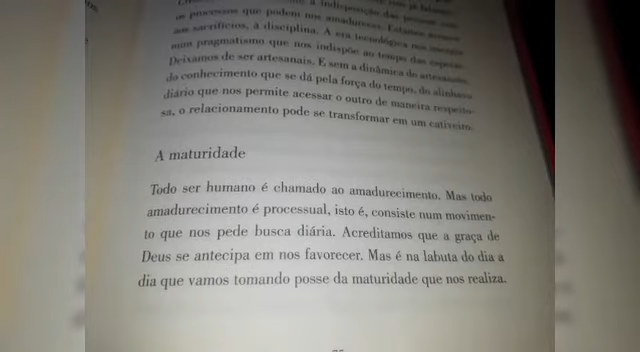 à indisposição das pessoas com
os processos que podem nos amadurecer. Estamos avessos
aos sacrifícios, à disciplina. A era tecnológica nos
num pragmatismo que nos indispõe ao tempo das esperas.
Deixamos de ser artesanais. E sem a dinâmica do artesanato,
do conhecimento que se dá pela força do tempo, do alinhavo
diário que nos permite acessar o outro de maneira respeito-
sa, o relacionamento pode se transformar em um cativeiro.
A maturidade
Todo ser humano é chamado ao amadurecimento. Mas todo
amadurecimento é processual, isto é, consiste num movimen-
to que nos pede busca diária. Acreditamos que a graça de
Deus se antecipa em nos favorecer. Mas é na labuta do dia a
dia que vamos tomando posse da maturidade que nos realiza.